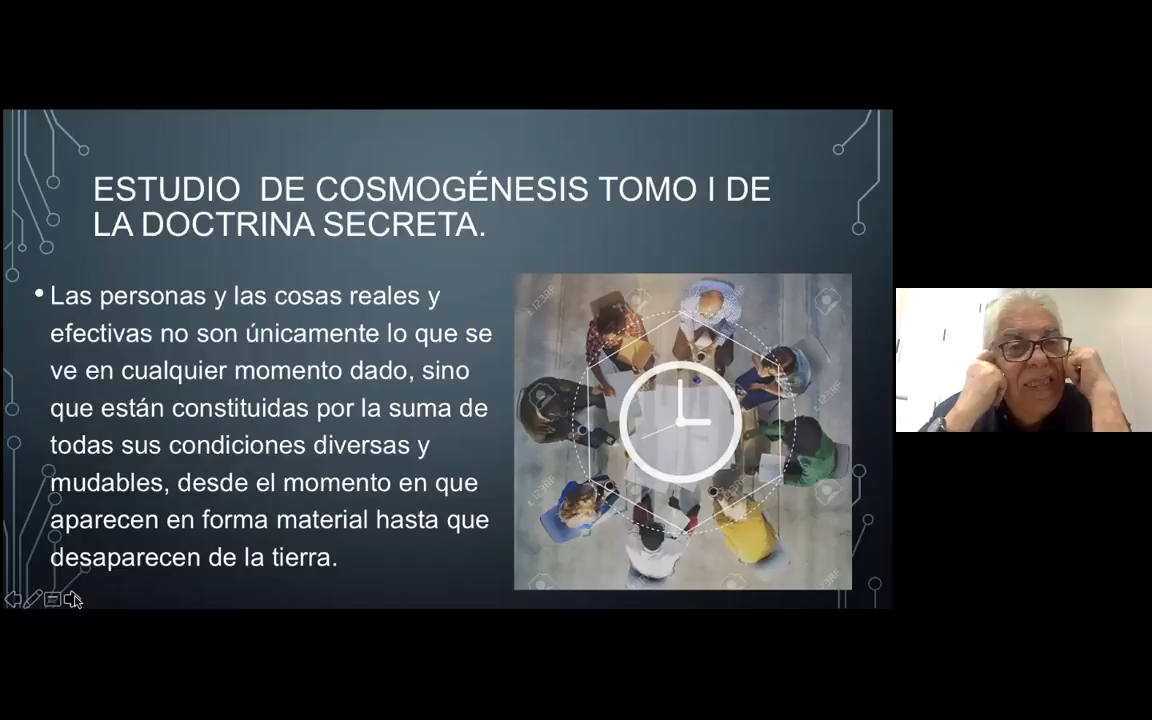 ESTUDIO DE COSMOGÉNESIS TOMO I DE
LA DOCTRINA SECRETA.
• Las personas y las cosas reales y
efectivas no son únicamente lo que se
ve en cualquier momento dado, sino
que están constituidas por la suma de
todas sus condiciones diversas y
mudables, desde el momento en que
aparecen en forma material hasta que
desaparecen de la tierra.